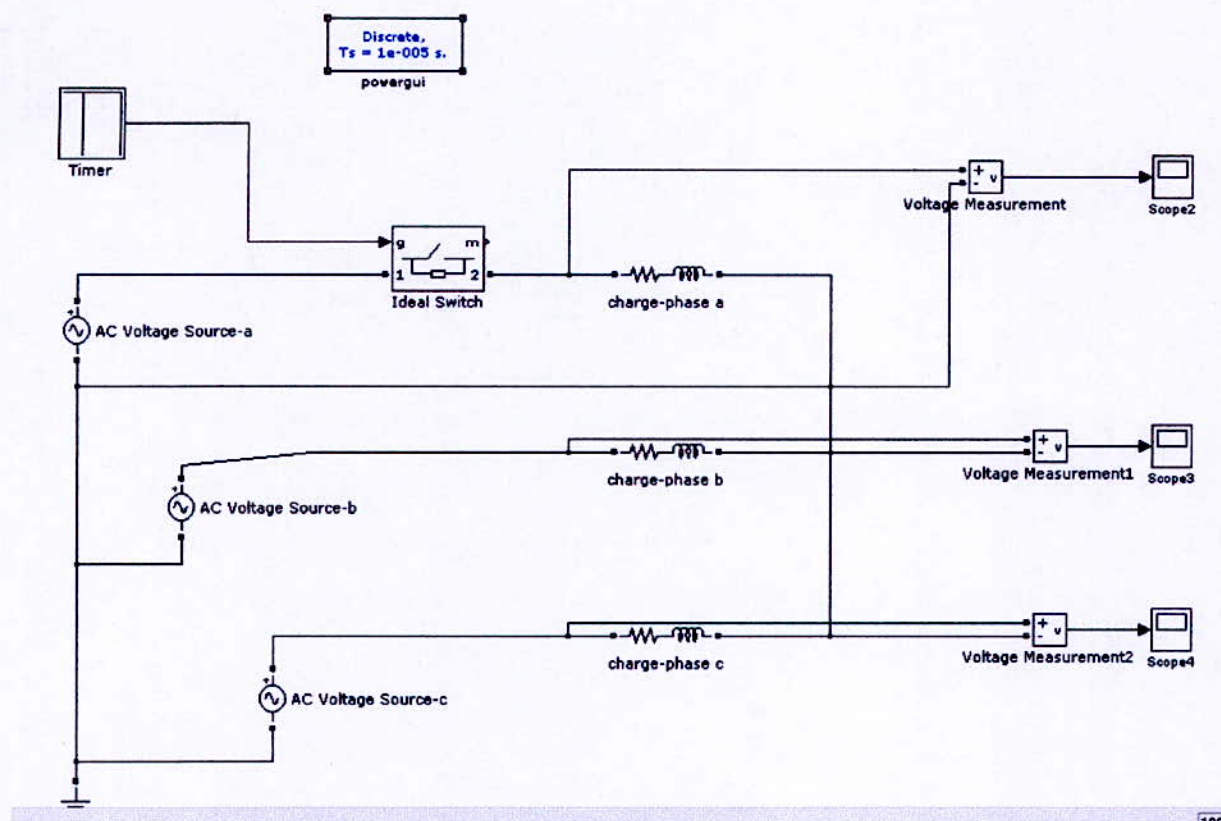 Discrete,
Ts = 1e-005 s.
powergui
Timer
+
-
v
Voltage Measurement
Scope2
g
m
1
2
Ideal Switch
charge-phase a
+
AC Voltage Source-a
+
-
v
charge-phase b
Voltage Measurement1
Scope3
+
AC Voltage Source-b
+
-
v
charge-phase c
Voltage Measurement2
Scope4
+
AC Voltage Source-c